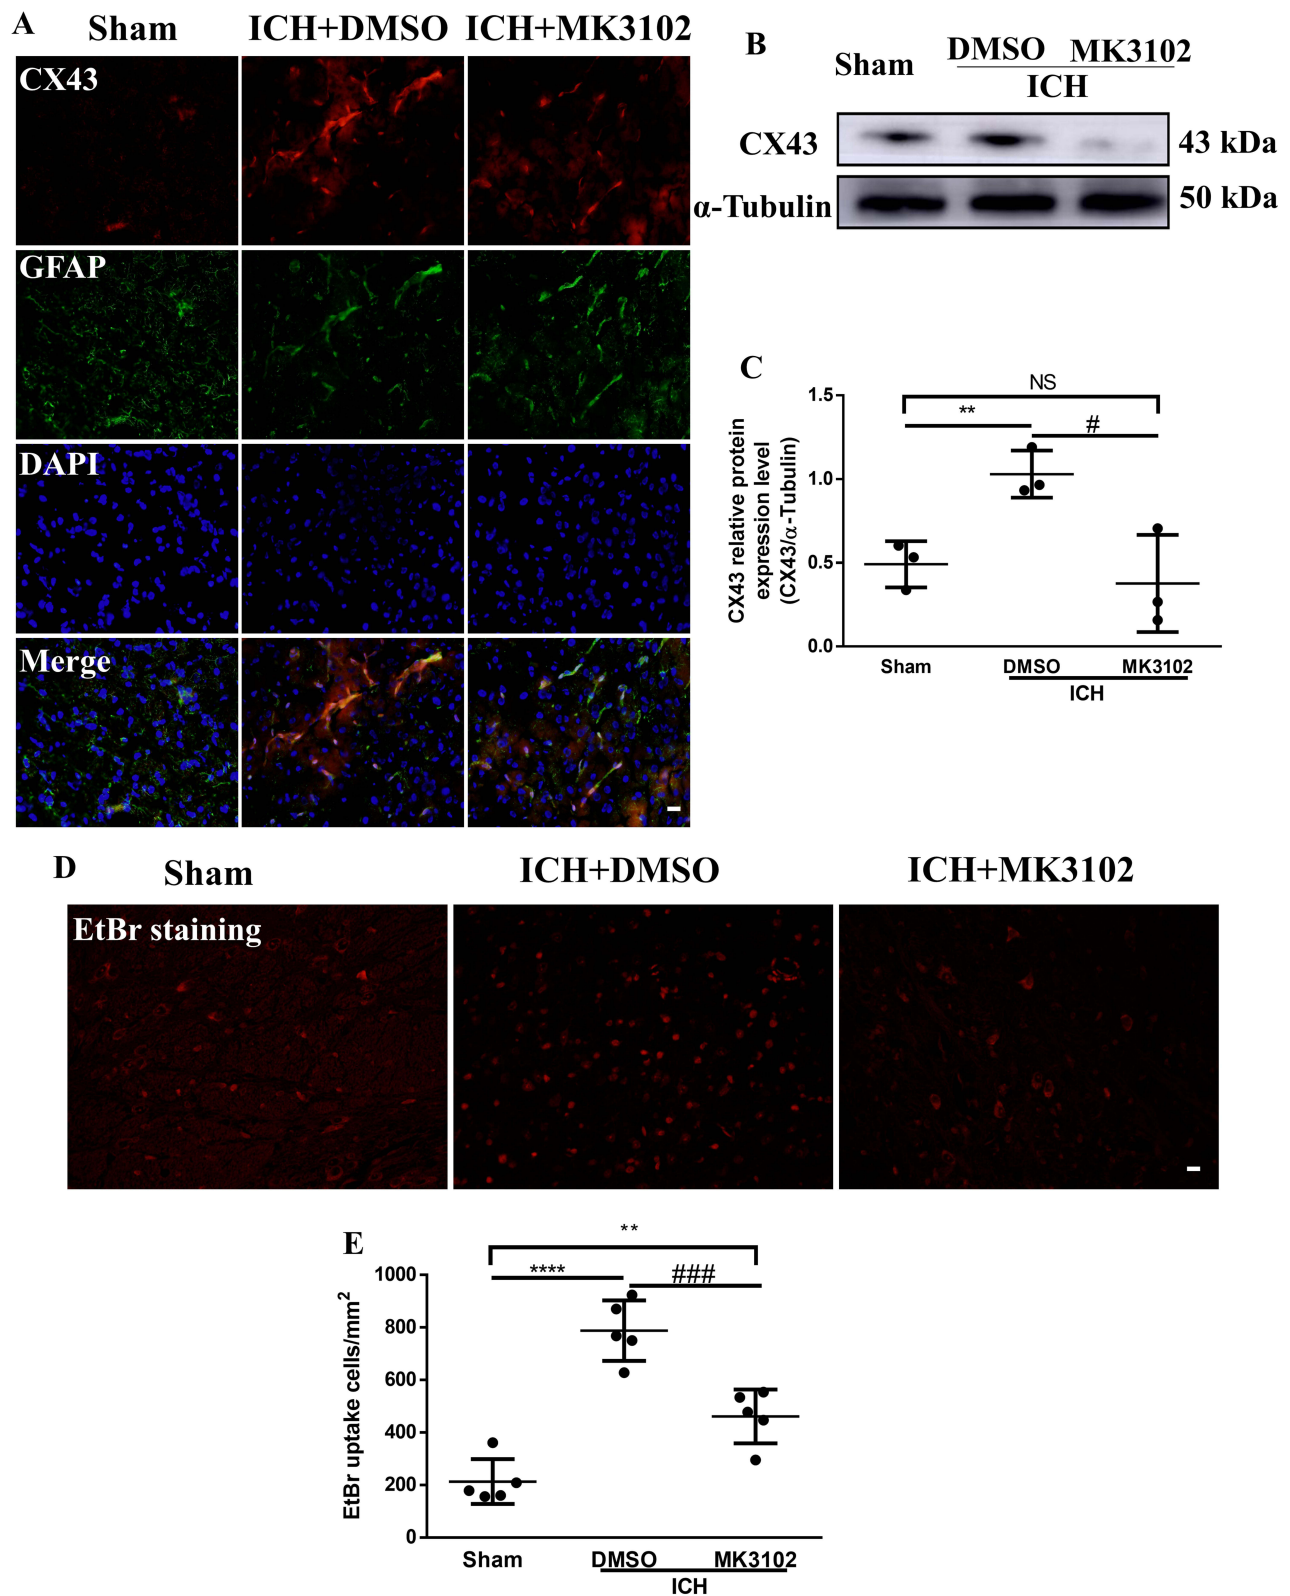 A
Sham
ICH+DMSO
ICH+MK3102
CX43
GFAP
DAPI
Merge
B
Sham
DMSO
MK3102
ICH
CX43
43 kDa
α-Tubulin
50 kDa
C
CX43 relative protein
expression level
(CX43/α-Tubulin)
1.5
1.0
0.5
0.0
NS
**
#
Sham
DMSO
MK3102
ICH
D
Sham
ICH+DMSO
ICH+MK3102
EtBr staining
E
EtBr uptake cells/mm2
1000
800
600
400
200
0
**
****
###
Sham
DMSO
MK3102
ICH